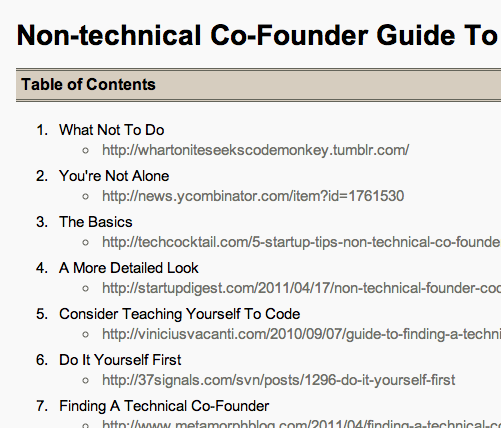 Non-technical Co-Founder Guide To
Table of Contents
1. What Not To Do
http://whartoniteseekscodemonkey.tumblr.com/
2. You're Not Alone
http://news.ycombinator.com/item?id=1761530
3. The Basics
http://techcocktail.com/5-startup-tips-non-technical-co-founde
4. A More Detailed Look
http://startupdigest.com/2011/04/17/non-technical-founder-coo
5. Consider Teaching Yourself To Code
http://viniciusvacanti.com/2010/09/07/guide-to-finding-a-techni
6. Do It Yourself First
http://37signals.com/svn/posts/1296-do-it-yourself-first
7. Finding A Technical Co-Founder
http://www.metamorphblog.com/2011/04/finding-a-technical-c